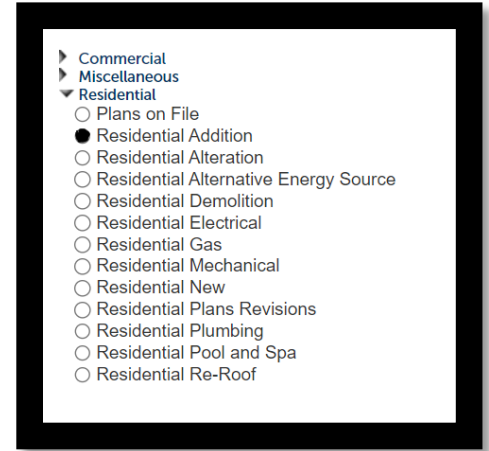 Commercial
Miscellaneous
Residential
Plans on File
Residential Addition
Residential Alteration
Residential Alternative Energy Source
Residential Demolition
Residential Electrical
Residential Gas
Residential Mechanical
Residential New
Residential Plans Revisions
Residential Plumbing
Residential Pool and Spa
Residential Re-Roof